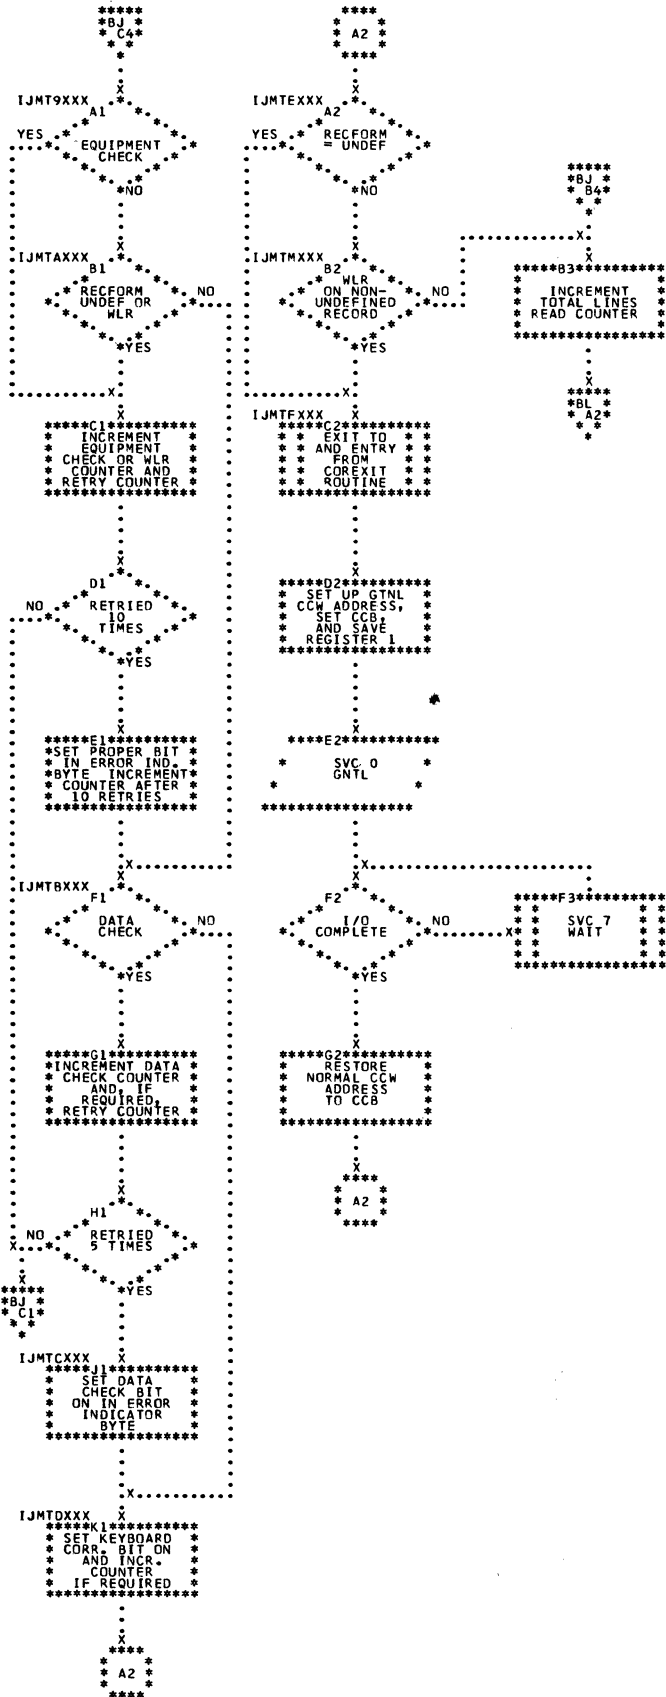 BJ
C4
IJMT9XXX
A1
YES
EQUIPMENT
CHECK
NO
IJMTAXXX
B1
RECFORM
UNDEF OR
WLR
NO
YES
C1
INCREMENT
EQUIPMENT
CHECK OR WLR
COUNTER AND
RETRY COUNTER
D1
NO
RETRIED
10
TIMES
YES
E1
SET PROPER BIT
IN ERROR IND.
BYTE INCREMENT
COUNTER AFTER
10 RETRIES
IJMTBXXX
F1
DATA
CHECK
NO
YES
G1
INCREMENT DATA
CHECK COUNTER
AND, IF
REQUIRED,
RETRY COUNTER
H1
NO
RETRIED
5 TIMES
YES
BJ
C1
IJMTCXXX
J1
SET DATA
CHECK BIT
ON IN ERROR
INDICATOR
BYTE
IJMTDXXX
K1
SET KEYBOARD
CORR. BIT ON
AND INCR.
COUNTER
IF REQUIRED
A2
A2
IJMTEXXX
A2
YES
RECFORM
= UNDEF
NO
IJMTMXXX
B2
WLR
ON NON-
UNDEFINED
RECORD
NO
YES
IJMTFXXX
C2
EXIT TO
AND ENTRY
FROM
COREXIT
ROUTINE
D2
SET UP GTNL
CCW ADDRESS,
SET CCB,
AND SAVE
REGISTER 1
E2
SVC 0
GNTL
F2
I/O
COMPLETE
NO
YES
G2
RESTORE
NORMAL CCW
ADDRESS
TO CCB
A2
BJ
B4
B3
INCREMENT
TOTAL LINES
READ COUNTER
BL
A2
F3
SVC 7
WAIT